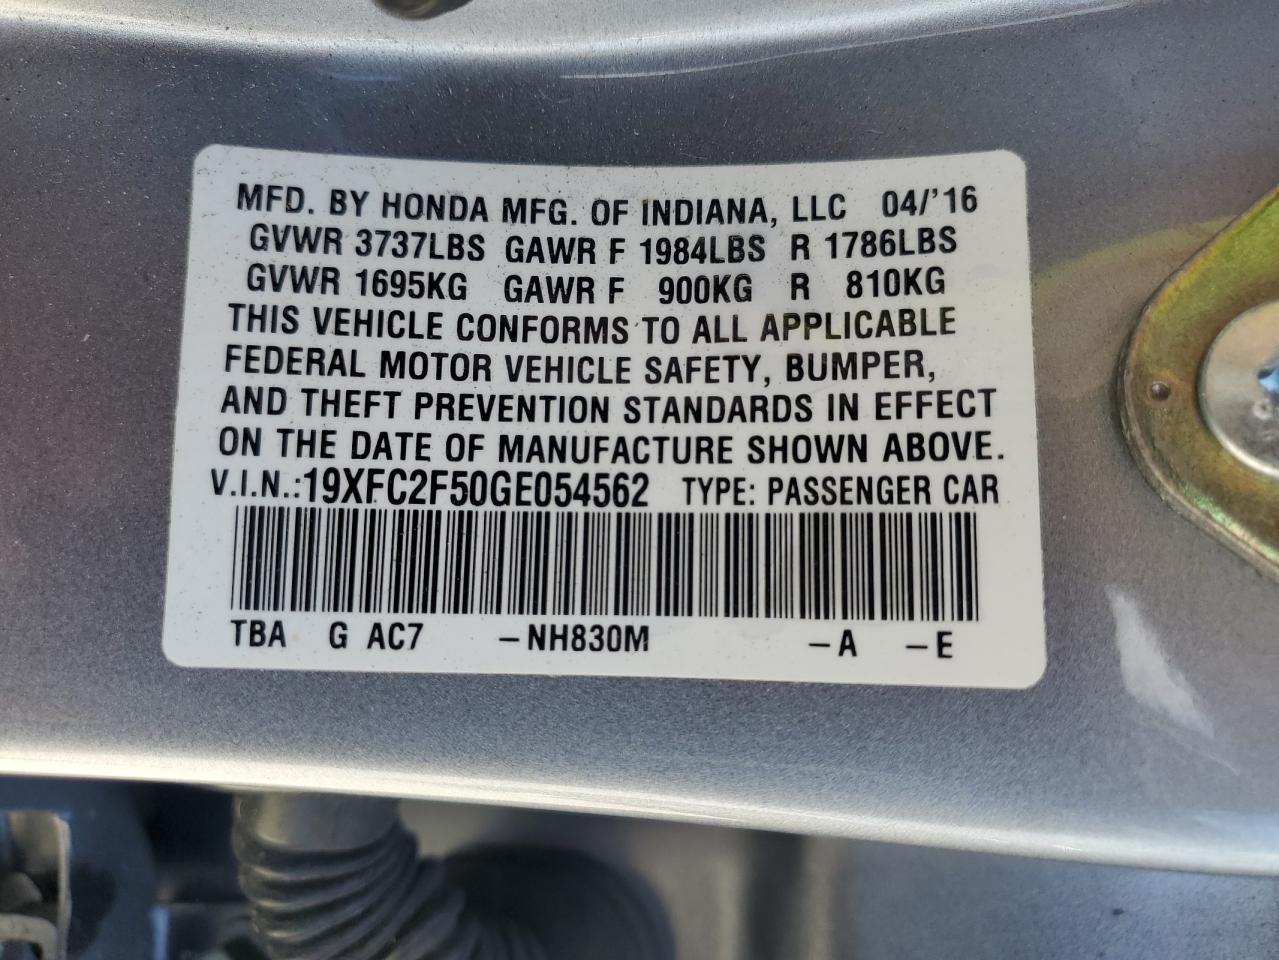 MFD. BY HONDA MFG. OF INDIANA, LLC 04/'16
GVWR 3737LBS GAWR F 1984LBS R 1786LBS
GVWR 1695KG GAWR F 900KG R 810KG
THIS VEHICLE CONFORMS TO ALL APPLICABLE
FEDERAL MOTOR VEHICLE SAFETY, BUMPER,
AND THEFT PREVENTION STANDARDS IN EFFECT
ON THE DATE OF MANUFACTURE SHOWN ABOVE.
V.I.N.:19XFC2F50GE054562 TYPE: PASSENGER CAR
TBA G AC7 -NH830M -A -E